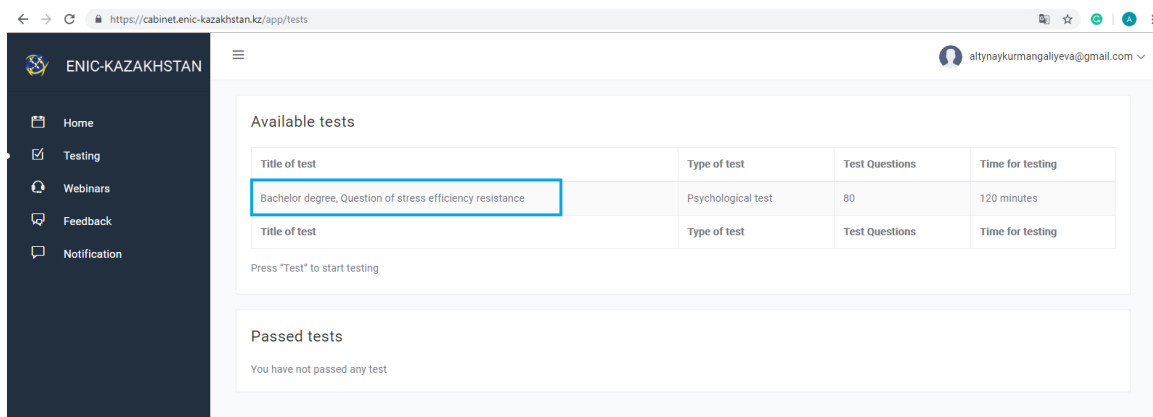 https://cabinet.enic-kazakhstan.kz/app/tests
A
ENIC-KAZAKHSTAN
altynaykurmangaliyeva@gmail.com
Home
Testing
Webinars
Feedback
Notification
Available tests
Title of test Type of test Test Questions Time for testing
Bachelor degree, Question of stress efficiency resistance Psychological test 80 120 minutes
Title of test Type of test Test Questions Time for testing
Press "Test" to start testing
Passed tests
You have not passed any test